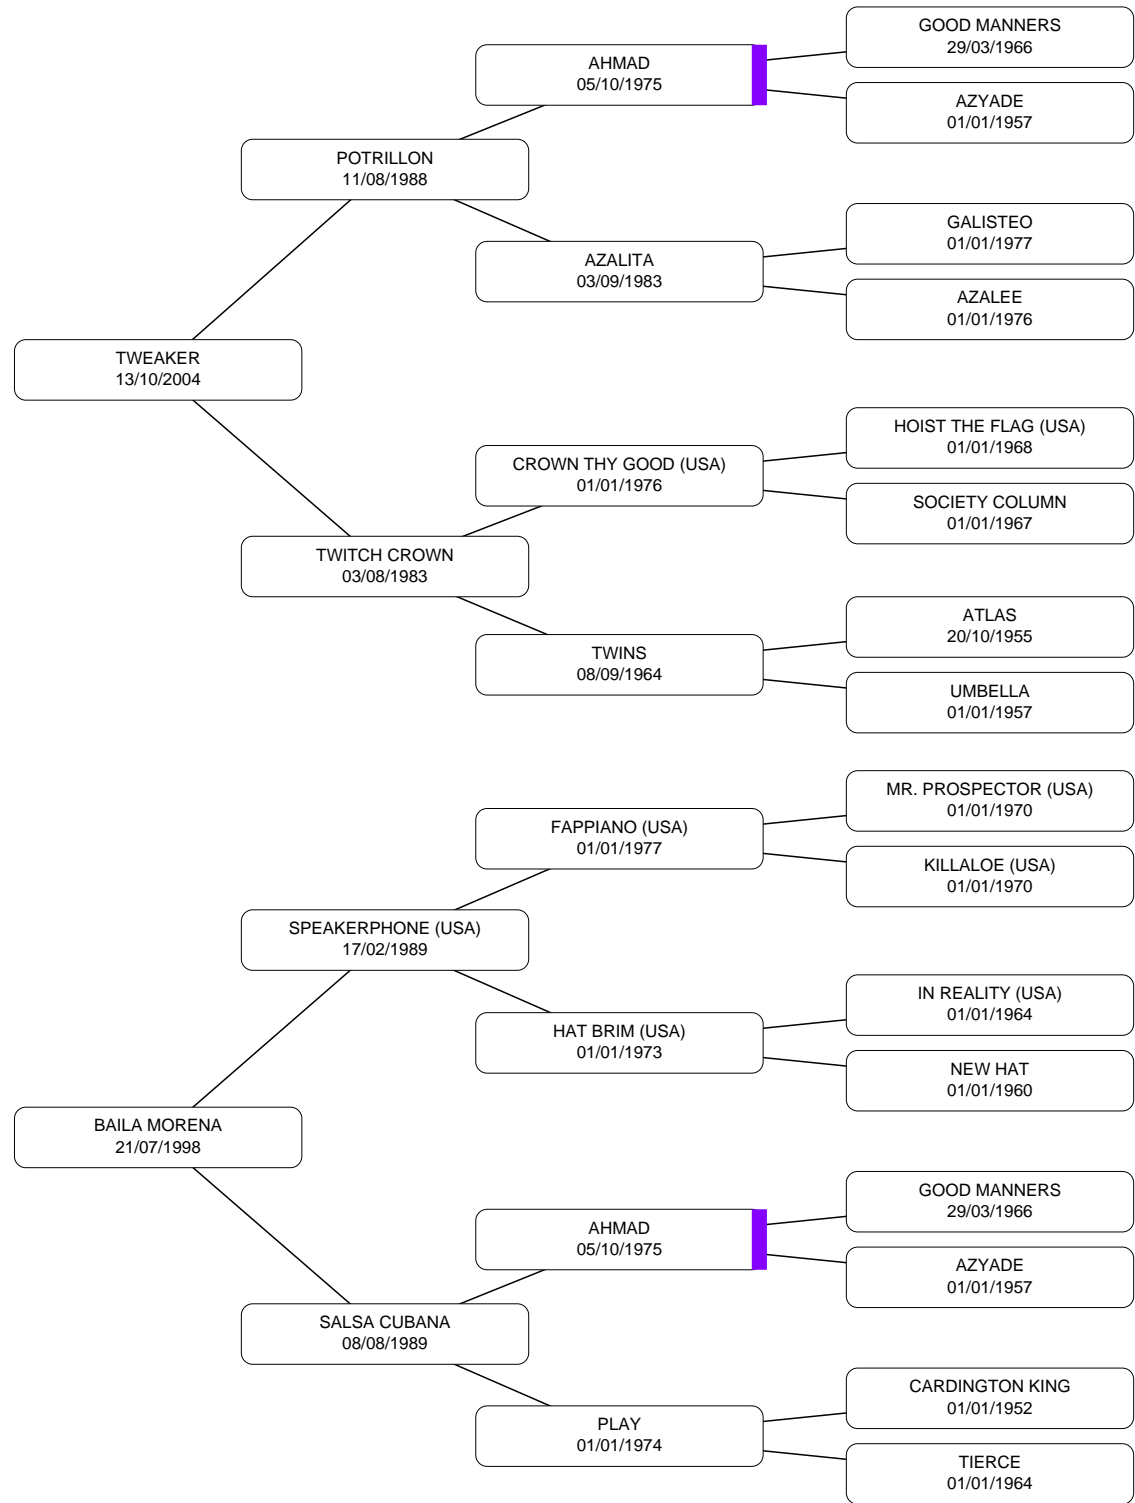 GOOD MANNERS
29/03/1966
AHMAD
05/10/1975
AZYADE
01/01/1957
POTRILLON
11/08/1988
GALISTEO
01/01/1977
AZALITA
03/09/1983
AZALEE
01/01/1976
TWEAKER
13/10/2004
HOIST THE FLAG (USA)
01/01/1968
CROWN THY GOOD (USA)
01/01/1976
SOCIETY COLUMN
01/01/1967
TWITCH CROWN
03/08/1983
ATLAS
20/10/1955
TWINS
08/09/1964
UMBELLA
01/01/1957
MR. PROSPECTOR (USA)
01/01/1970
FAPPIANO (USA)
01/01/1977
KILLALOE (USA)
01/01/1970
SPEAKERPHONE (USA)
17/02/1989
IN REALITY (USA)
01/01/1964
HAT BRIM (USA)
01/01/1973
NEW HAT
01/01/1960
BAILA MORENA
21/07/1998
GOOD MANNERS
29/03/1966
AHMAD
05/10/1975
AZYADE
01/01/1957
SALSA CUBANA
08/08/1989
CARDINGTON KING
01/01/1952
PLAY
01/01/1974
TIERCE
01/01/1964